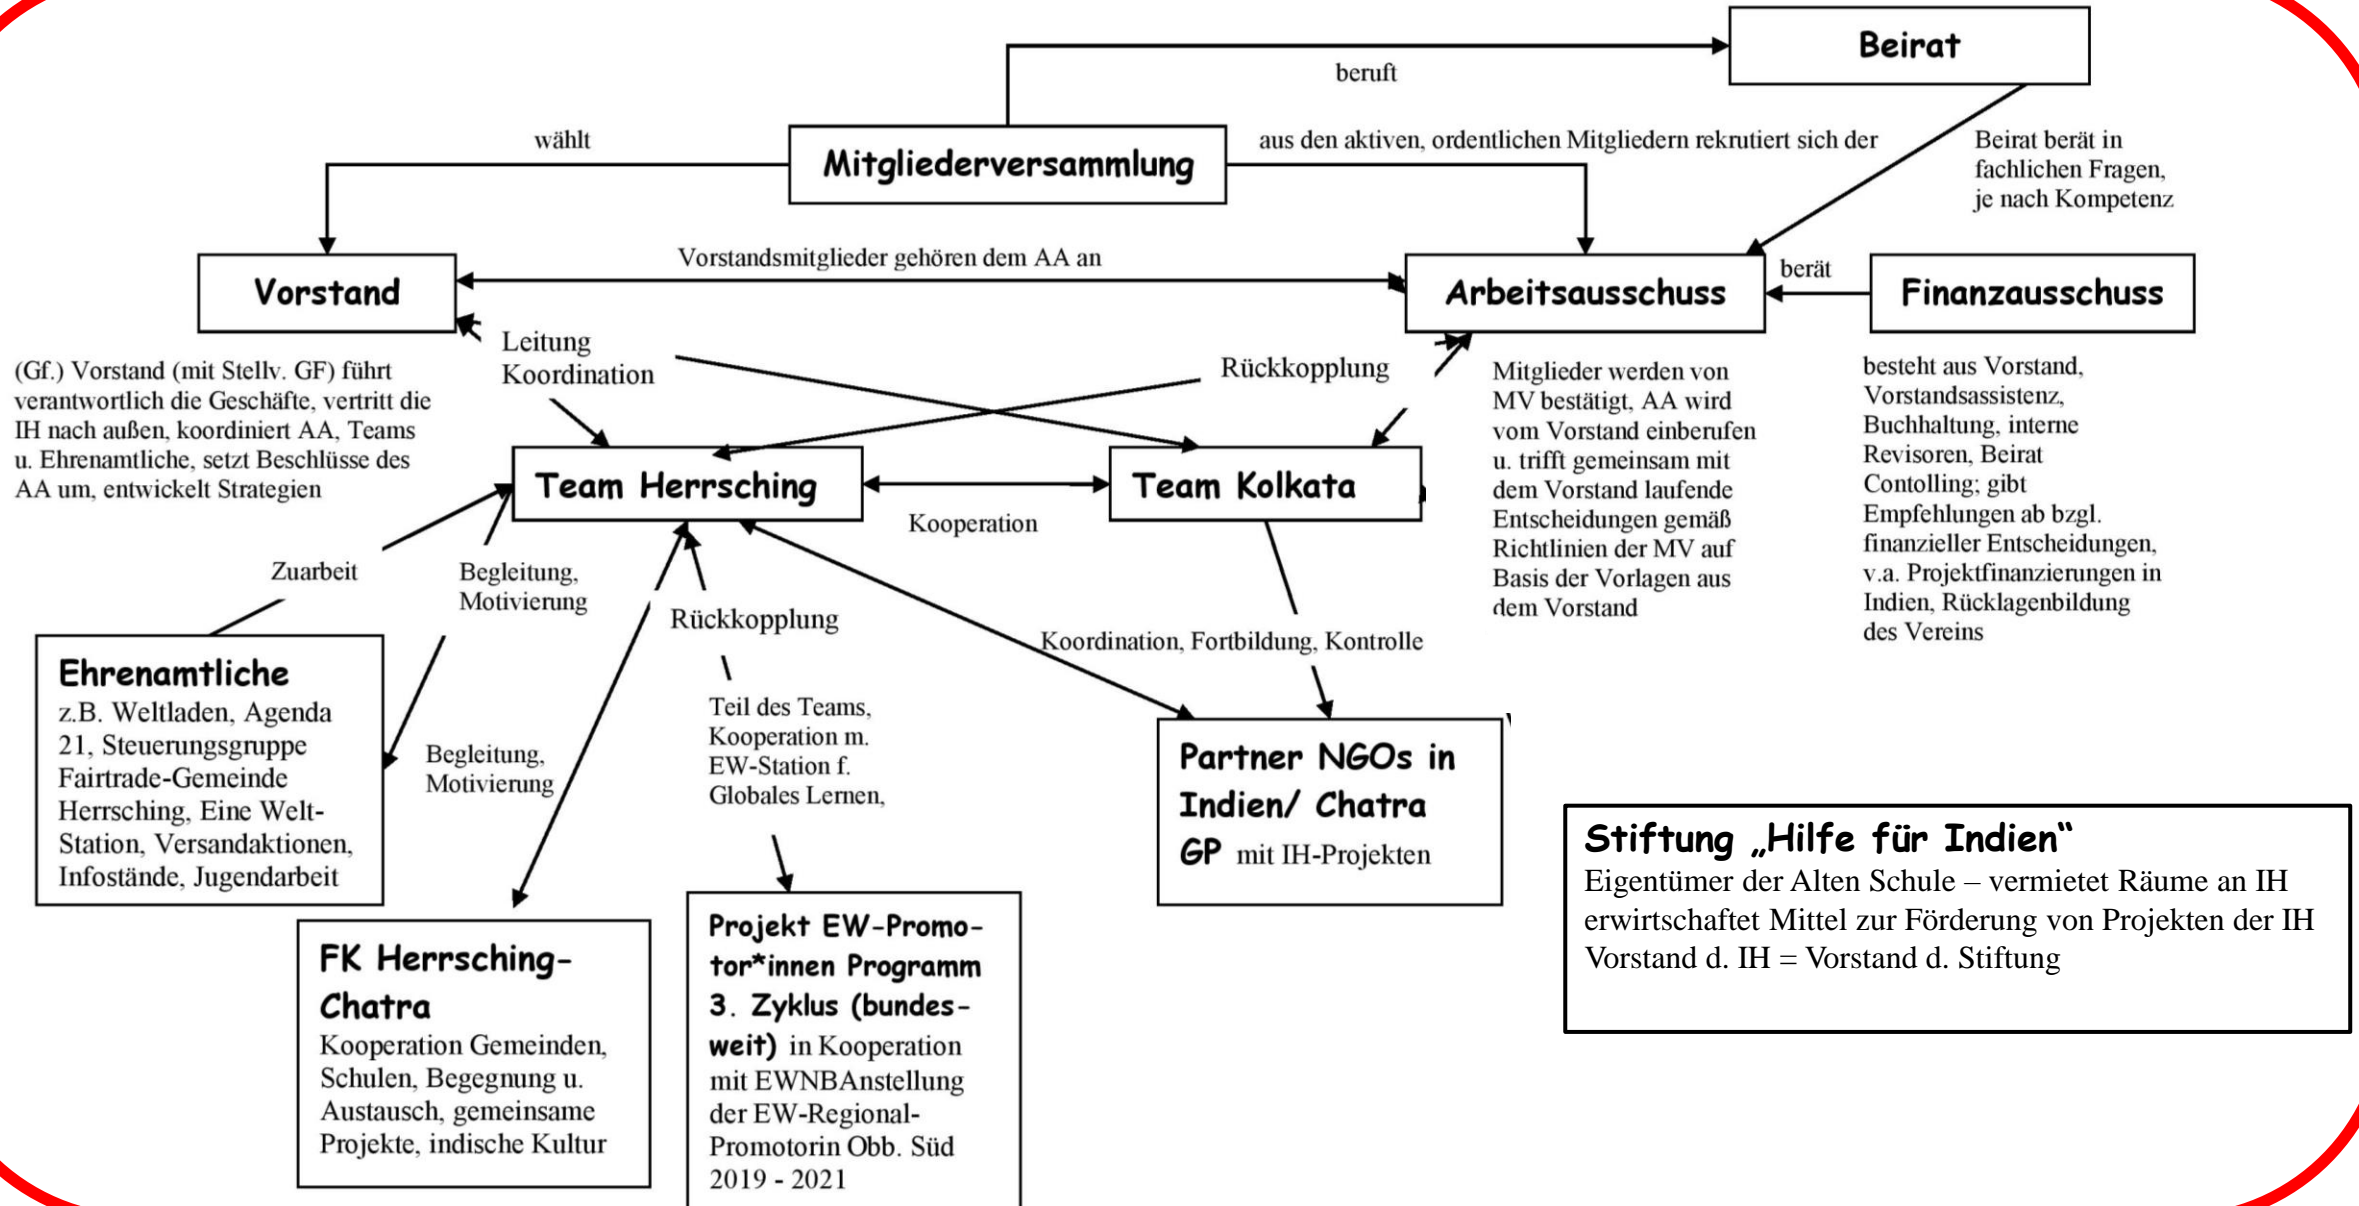 Beirat
beruft
wählt
Mitgliederversammlung
aus den aktiven, ordentlichen Mitgliedern rekrutiert sich der
Beirat berät in
fachlichen Fragen,
je nach Kompetenz
Vorstand
Vorstandsmitglieder gehören dem AA an
Arbeitsausschuss
berät
Finanzausschuss
(Gf.) Vorstand (mit Stellv. GF) führt
verantwortlich die Geschäfte, vertritt die
IH nach außen, koordiniert AA, Teams
u. Ehrenamtliche, setzt Beschlüsse des
AA um, entwickelt Strategien
Leitung
Koordination
Rückkopplung
Mitglieder werden von
MV bestätigt, AA wird
vom Vorstand einberufen
u. trifft gemeinsam mit
dem Vorstand laufende
Entscheidungen gemäß
Richtlinien der MV auf
Basis der Vorlagen aus
dem Vorstand
besteht aus Vorstand,
Vorstandsassistenz,
Buchhaltung, interne
Revisoren, Beirat
Contolling; gibt
Empfehlungen ab bzgl.
finanzieller Entscheidungen,
v.a. Projektfinanzierungen in
Indien, Rücklagenbildung
des Vereins
Team Herrsching
Kooperation
Team Kolkata
Zuarbeit
Begleitung,
Motivierung
Rückkopplung
Koordination, Fortbildung, Kontrolle
Ehrenamtliche
z.B. Weltladen, Agenda
21, Steuerungsgruppe
Fairtrade-Gemeinde
Herrsching, Eine Welt-
Station, Versandaktionen,
Infostände, Jugendarbeit
Begleitung,
Motivierung
Teil des Teams,
Kooperation m.
EW-Station f.
Globales Lernen,
Partner NGOs in
Indien/ Chatra
GP mit IH-Projekten
Stiftung „Hilfe für Indien“
Eigentümer der Alten Schule – vermietet Räume an IH
erwirtschaftet Mittel zur Förderung von Projekten der IH
Vorstand d. IH = Vorstand d. Stiftung
FK Herrsching-
Chatra
Kooperation Gemeinden,
Schulen, Begegnung u.
Austausch, gemeinsame
Projekte, indische Kultur
Projekt EW-Promo-
tor*innen Programm
3. Zyklus (bundes-
weit) in Kooperation
mit EWNBAnstellung
der EW-Regional-
Promotorin Obb. Süd
2019 - 2021